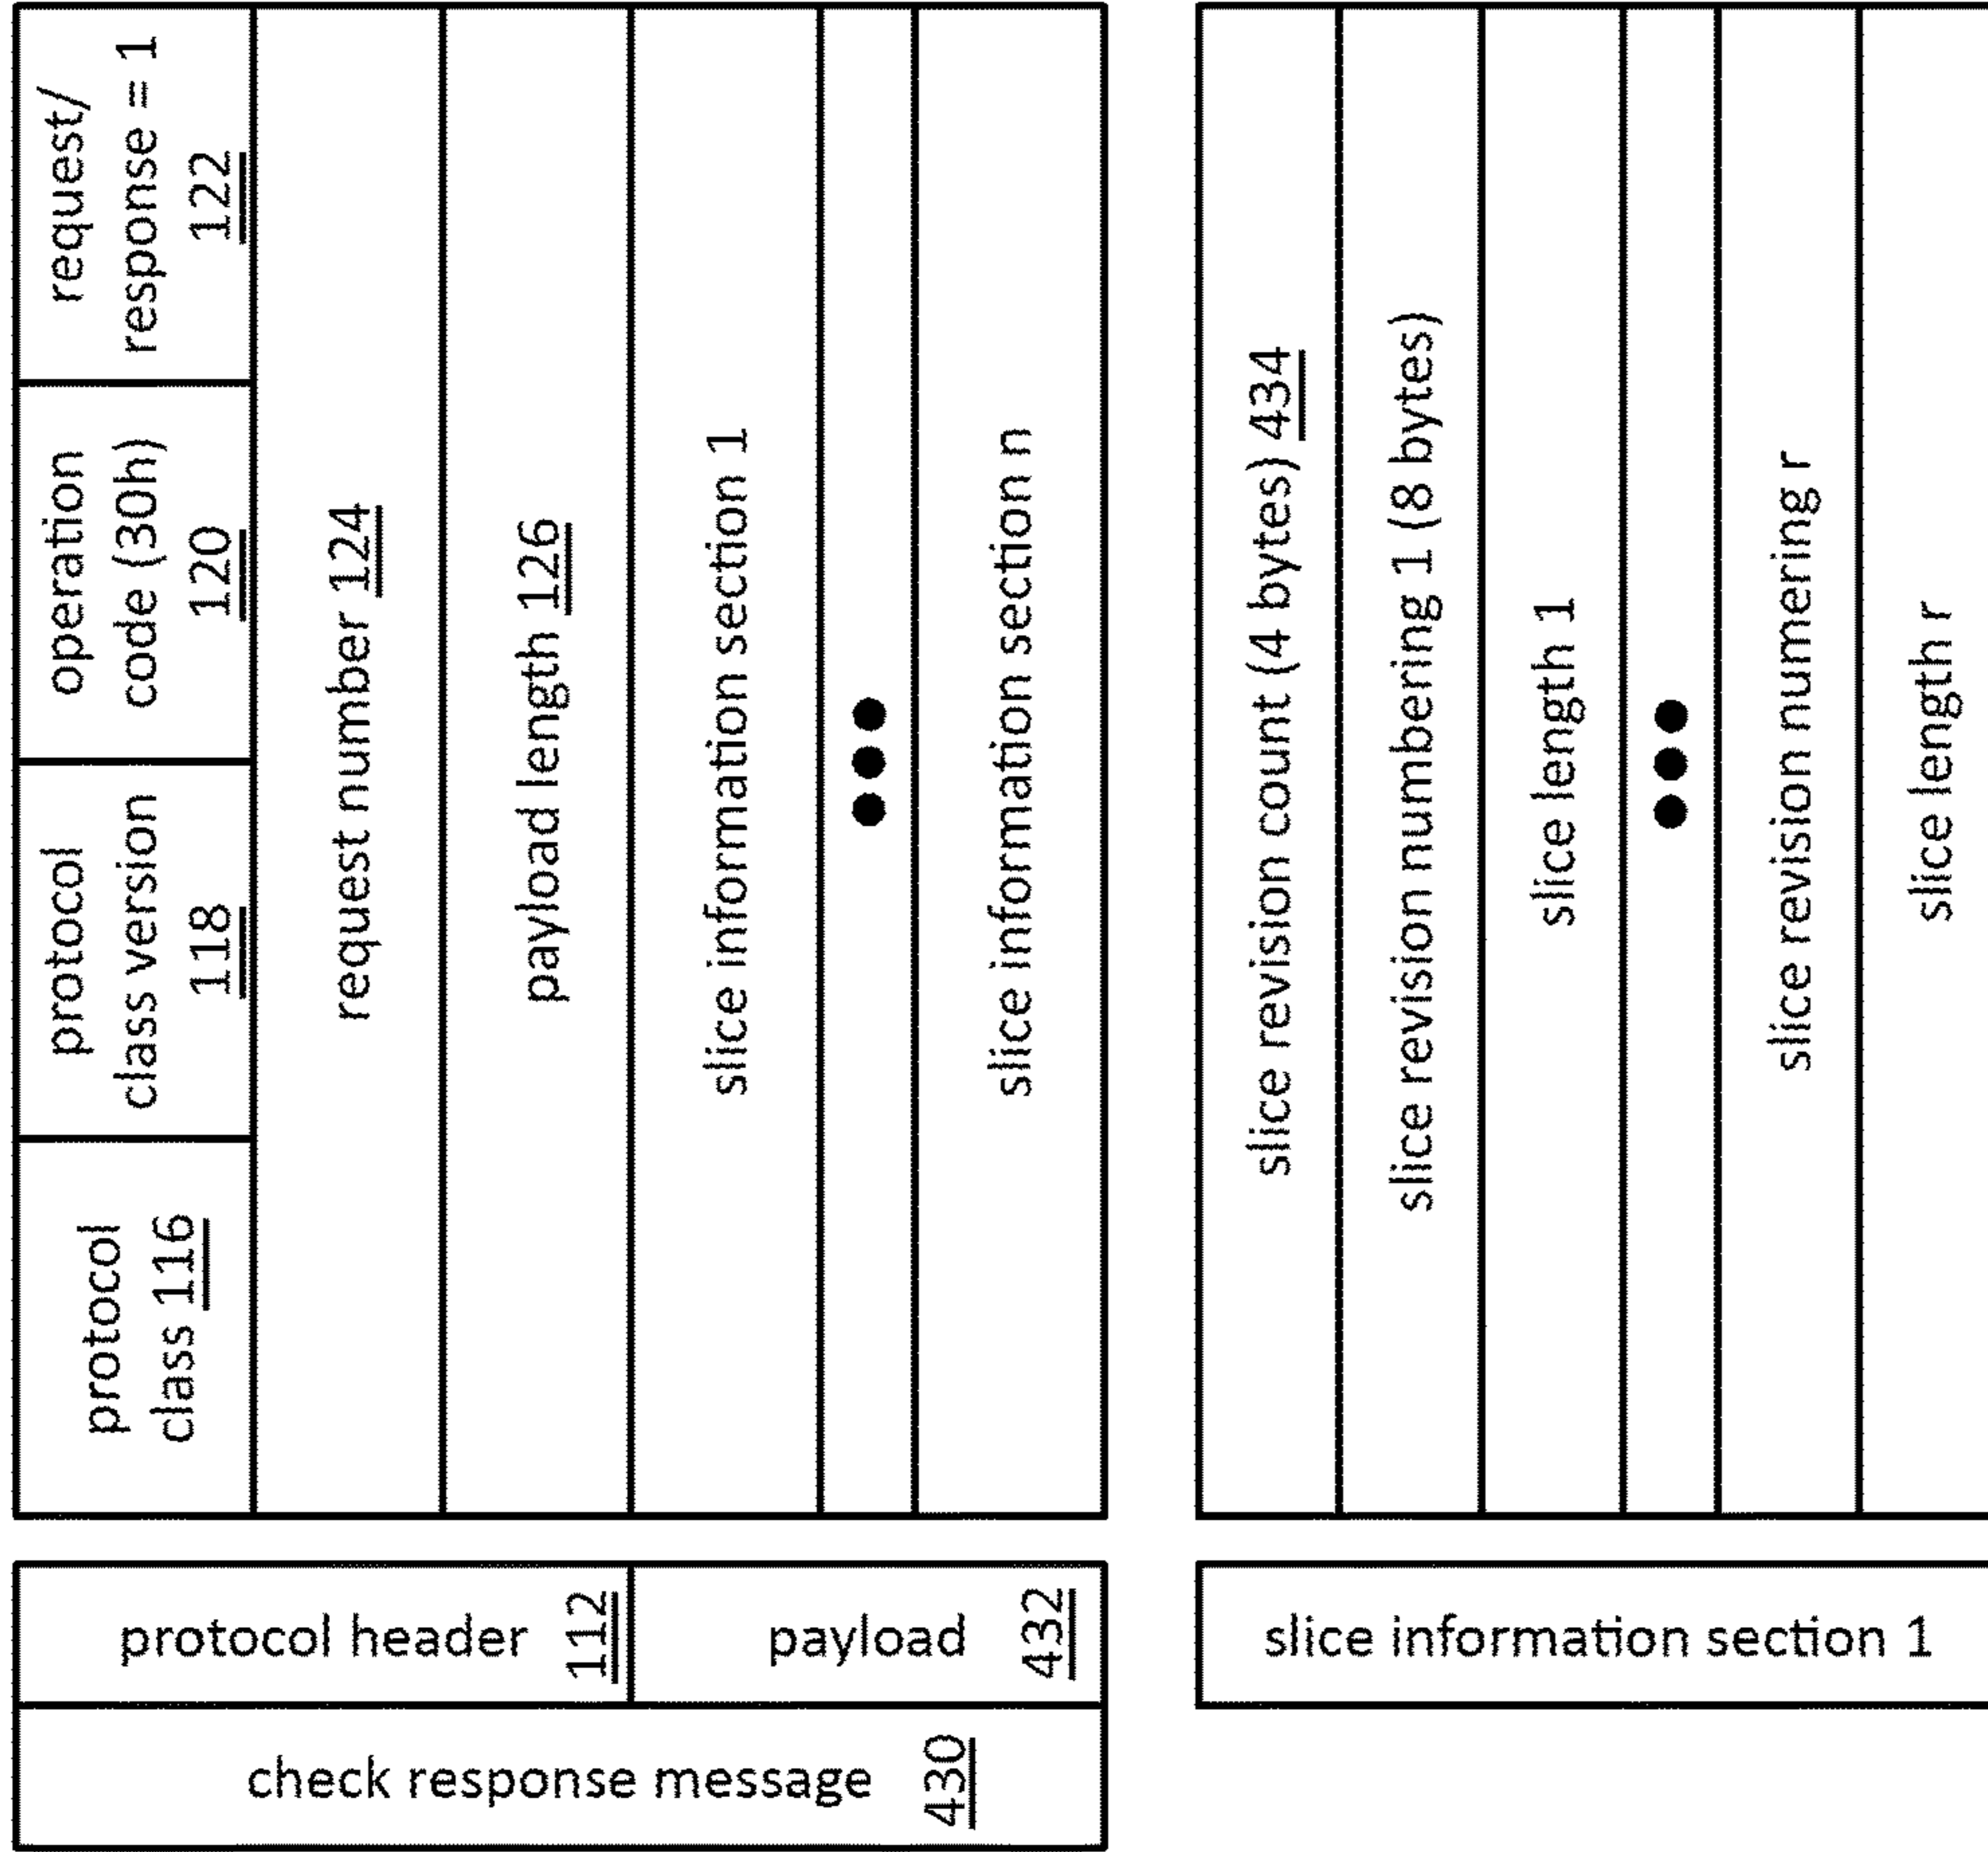 check response message 430
protocol header 112
payload 432
protocol
class 116
protocol
class version
118
operation
code (30h)
120
request/
response = 1
122
request number 124
payload length 126
slice information section 1
●●●
slice information section n
slice information section 1
slice revision count (4 bytes) 434
slice revision numbering 1 (8 bytes)
slice length 1
●●●
slice revision numering r
slice length r